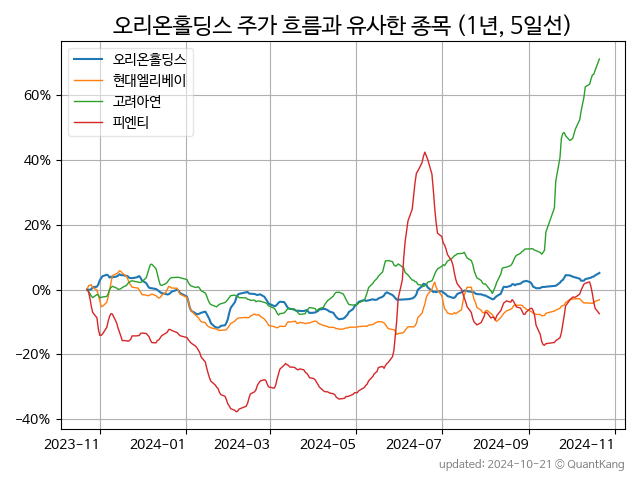 오리온홀딩스 주가 흐름과 유사한 종목 (1년, 5일선)
오리온홀딩스
현대엘리베이
고려아연
피엔티
60%
40%
20%
0%
−20%
−40%
2023-11
2024-01
2024-03
2024-05
2024-07
2024-09
2024-11
updated: 2024-10-21 © QuantKang